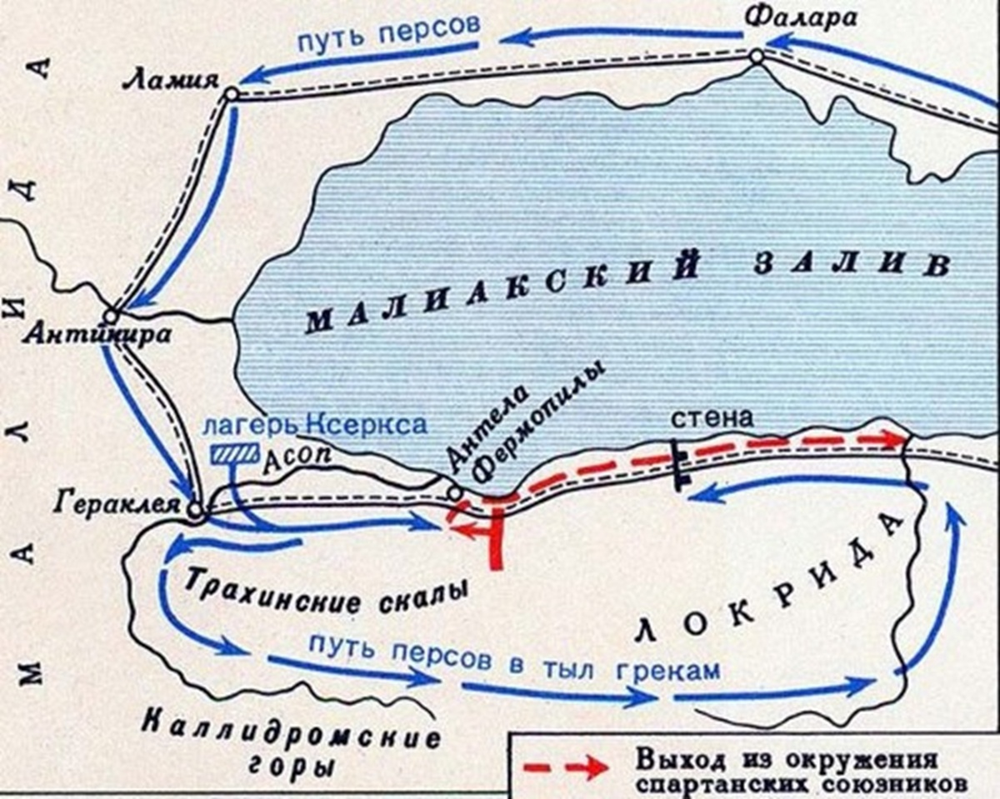 Фалара
путь персов
Ламия
МАЛИАКСКИЙ ЗАЛИВ
Антикира
Антела
Фермопилы
стена
лагерь Ксеркса
Асоп
Гераклея
Трахинские скалы
ЛОКРИДА
путь персов в тыл грекам
Каллидромские
горы
МАЛИДА
Выход из окружения
спартанских союзников